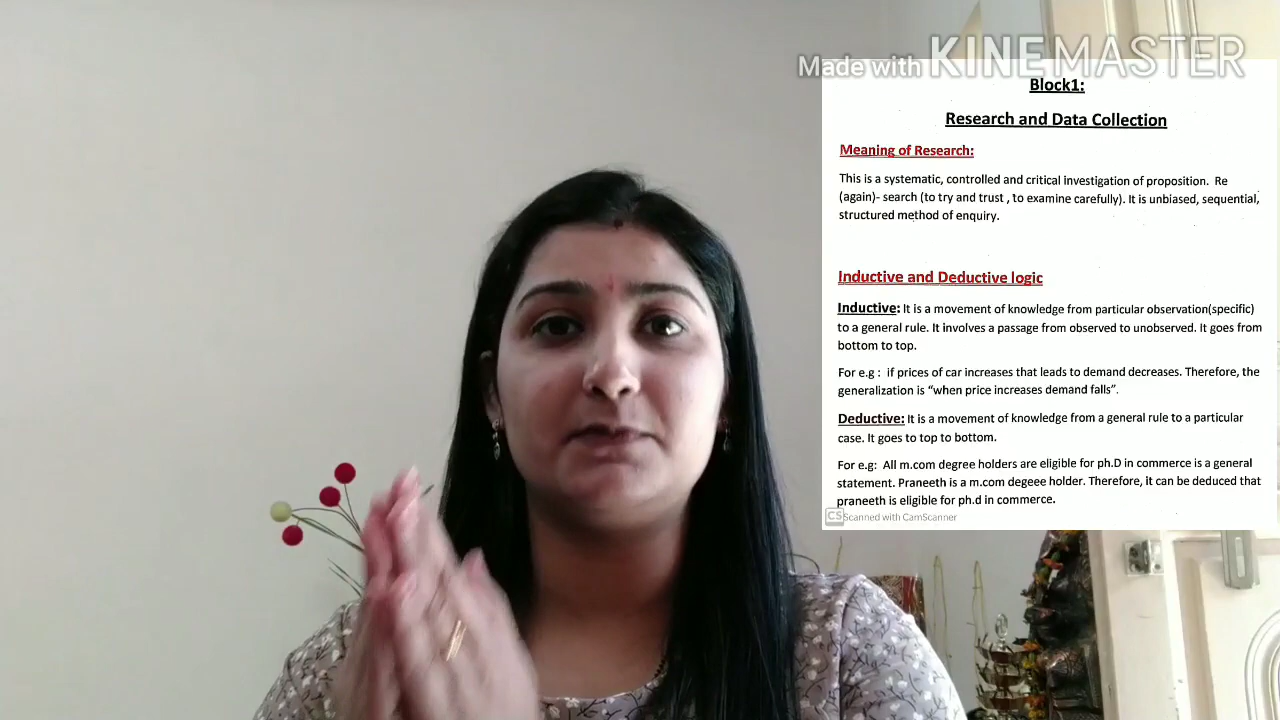 Made with KINEMASTER
Block1:
Research and Data Collection
Meaning of Research:
This is a systematic, controlled and critical investigation of proposition. Re
(again)- search (to try and trust , to examine carefully). It is unbiased, sequential,
structured method of enquiry.
Inductive and Deductive logic
Inductive: It is a movement of knowledge from particular observation(specific)
to a general rule. It involves a passage from observed to unobserved. It goes from
bottom to top.
For e.g : if prices of car increases that leads to demand decreases. Therefore, the
generalization is “when price increases demand falls”.
Deductive: It is a movement of knowledge from a general rule to a particular
case. It goes to top to bottom.
For e.g: All m.com degree holders are eligible for ph.D in commerce is a general
statement. Praneeth is a m.com degeee holder. Therefore, it can be deduced that
praneeth is eligible for ph.d in commerce.
CS Scanned with CamScanner